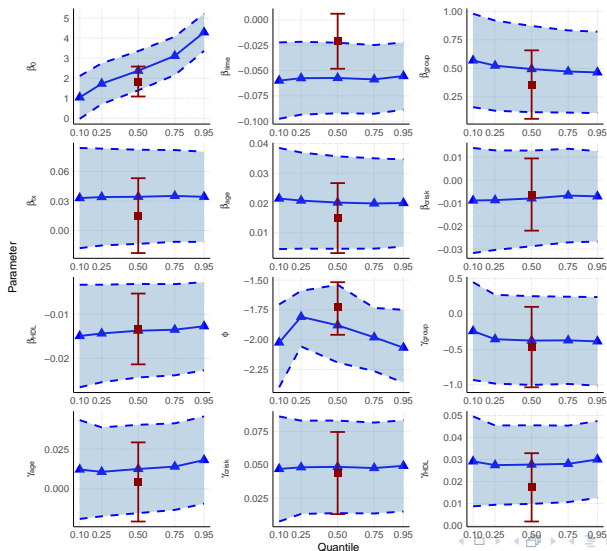 5
4
3
2
1
0
β0
0.10 0.25 0.50 0.75 0.95
0.000
−0.025
−0.050
−0.075
−0.100
βtime
0.10 0.25 0.50 0.75 0.95
1.00
0.75
0.50
0.25
βgroup
0.10 0.25 0.50 0.75 0.95
0.06
0.03
0.00
βtx
0.10 0.25 0.50 0.75 0.95
0.04
0.03
0.02
0.01
βage
0.10 0.25 0.50 0.75 0.95
0.01
0.00
−0.01
−0.02
−0.03
βcrisk
0.10 0.25 0.50 0.75 0.95
Parameter
−0.01
−0.02
βHDL
0.10 0.25 0.50 0.75 0.95
−1.50
−1.75
−2.00
−2.25
ϕ
0.10 0.25 0.50 0.75 0.95
0.5
0.0
−0.5
−1.0
γgroup
0.10 0.25 0.50 0.75 0.95
0.025
0.000
γage
0.10 0.25 0.50 0.75 0.95
0.075
0.050
0.025
γcrisk
0.10 0.25 0.50 0.75 0.95
0.05
0.04
0.03
0.02
0.01
0.00
γHDL
0.10 0.25 0.50 0.75 0.95
Quantile